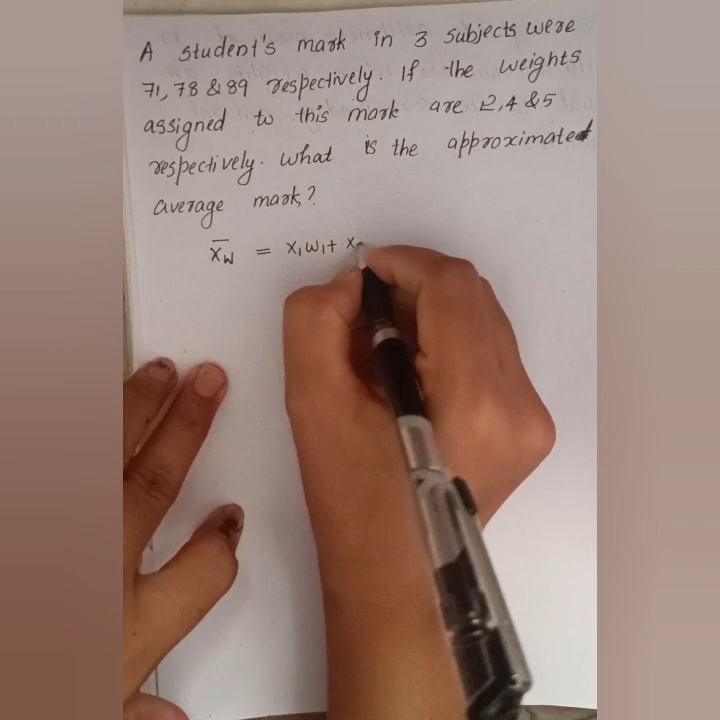 A student's mark in 3 subjects were
71, 78 & 89 respectively. If the weights
assigned to this mark are 2,4 & 5
respectively. what is the approximated
average mark?
x̄w = x₁w₁+ x